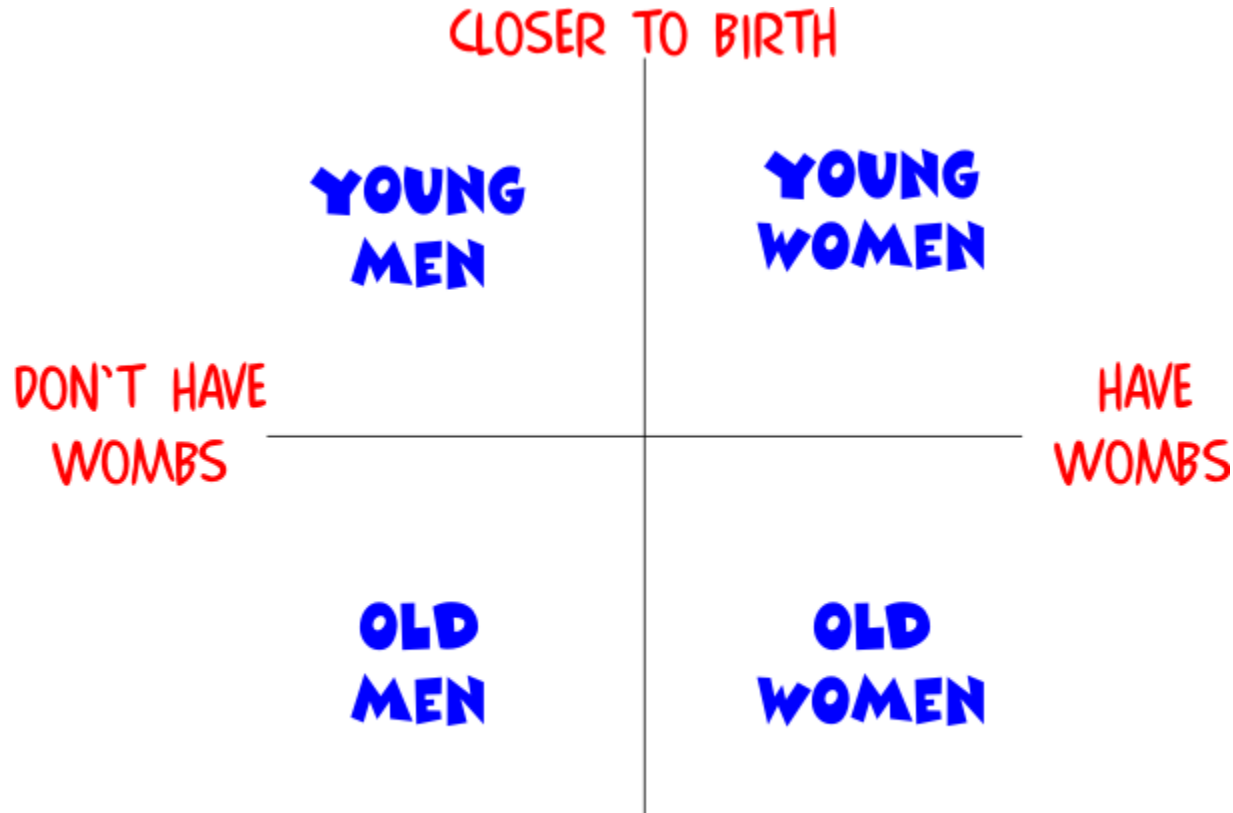 CLOSER TO BIRTH
YOUNG
MEN
YOUNG
WOMEN
DON'T HAVE
WOMBS
HAVE
WOMBS
OLD
MEN
OLD
WOMEN